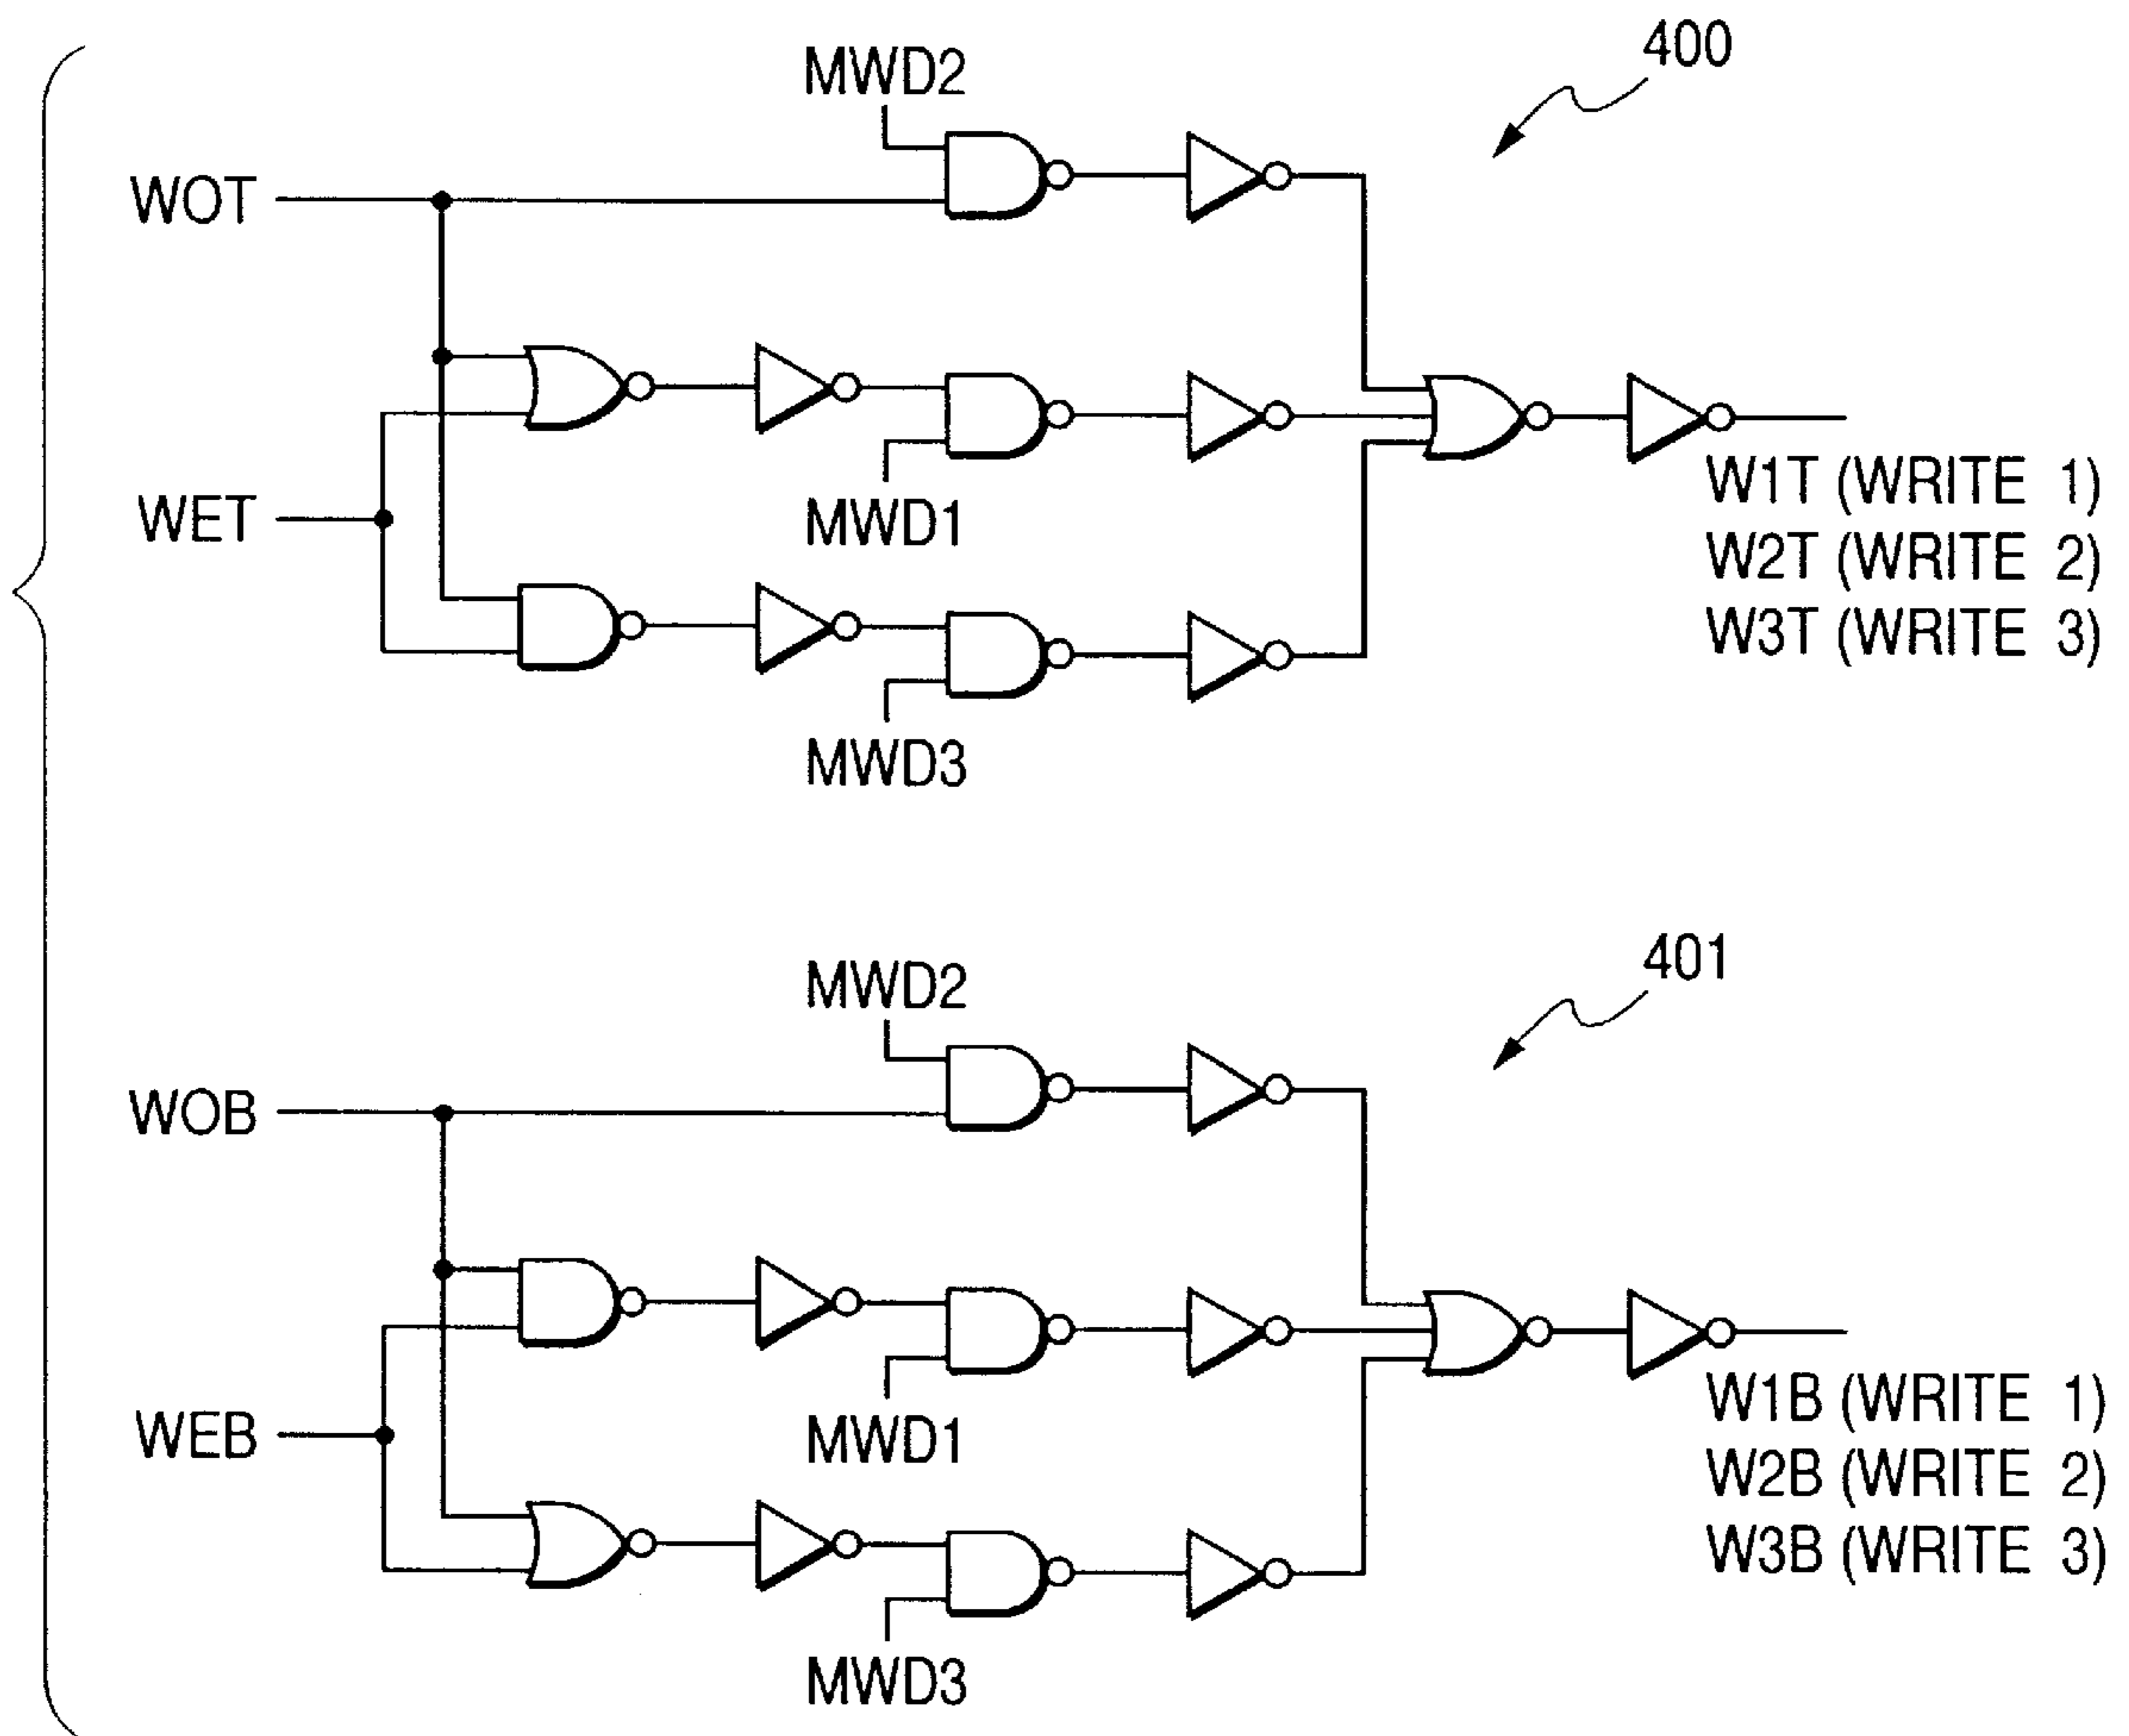 400
MWD2
WOT
WET
MWD1
MWD3
W1T (WRITE 1)
W2T (WRITE 2)
W3T (WRITE 3)
401
MWD2
WOB
WEB
MWD1
MWD3
W1B (WRITE 1)
W2B (WRITE 2)
W3B (WRITE 3)